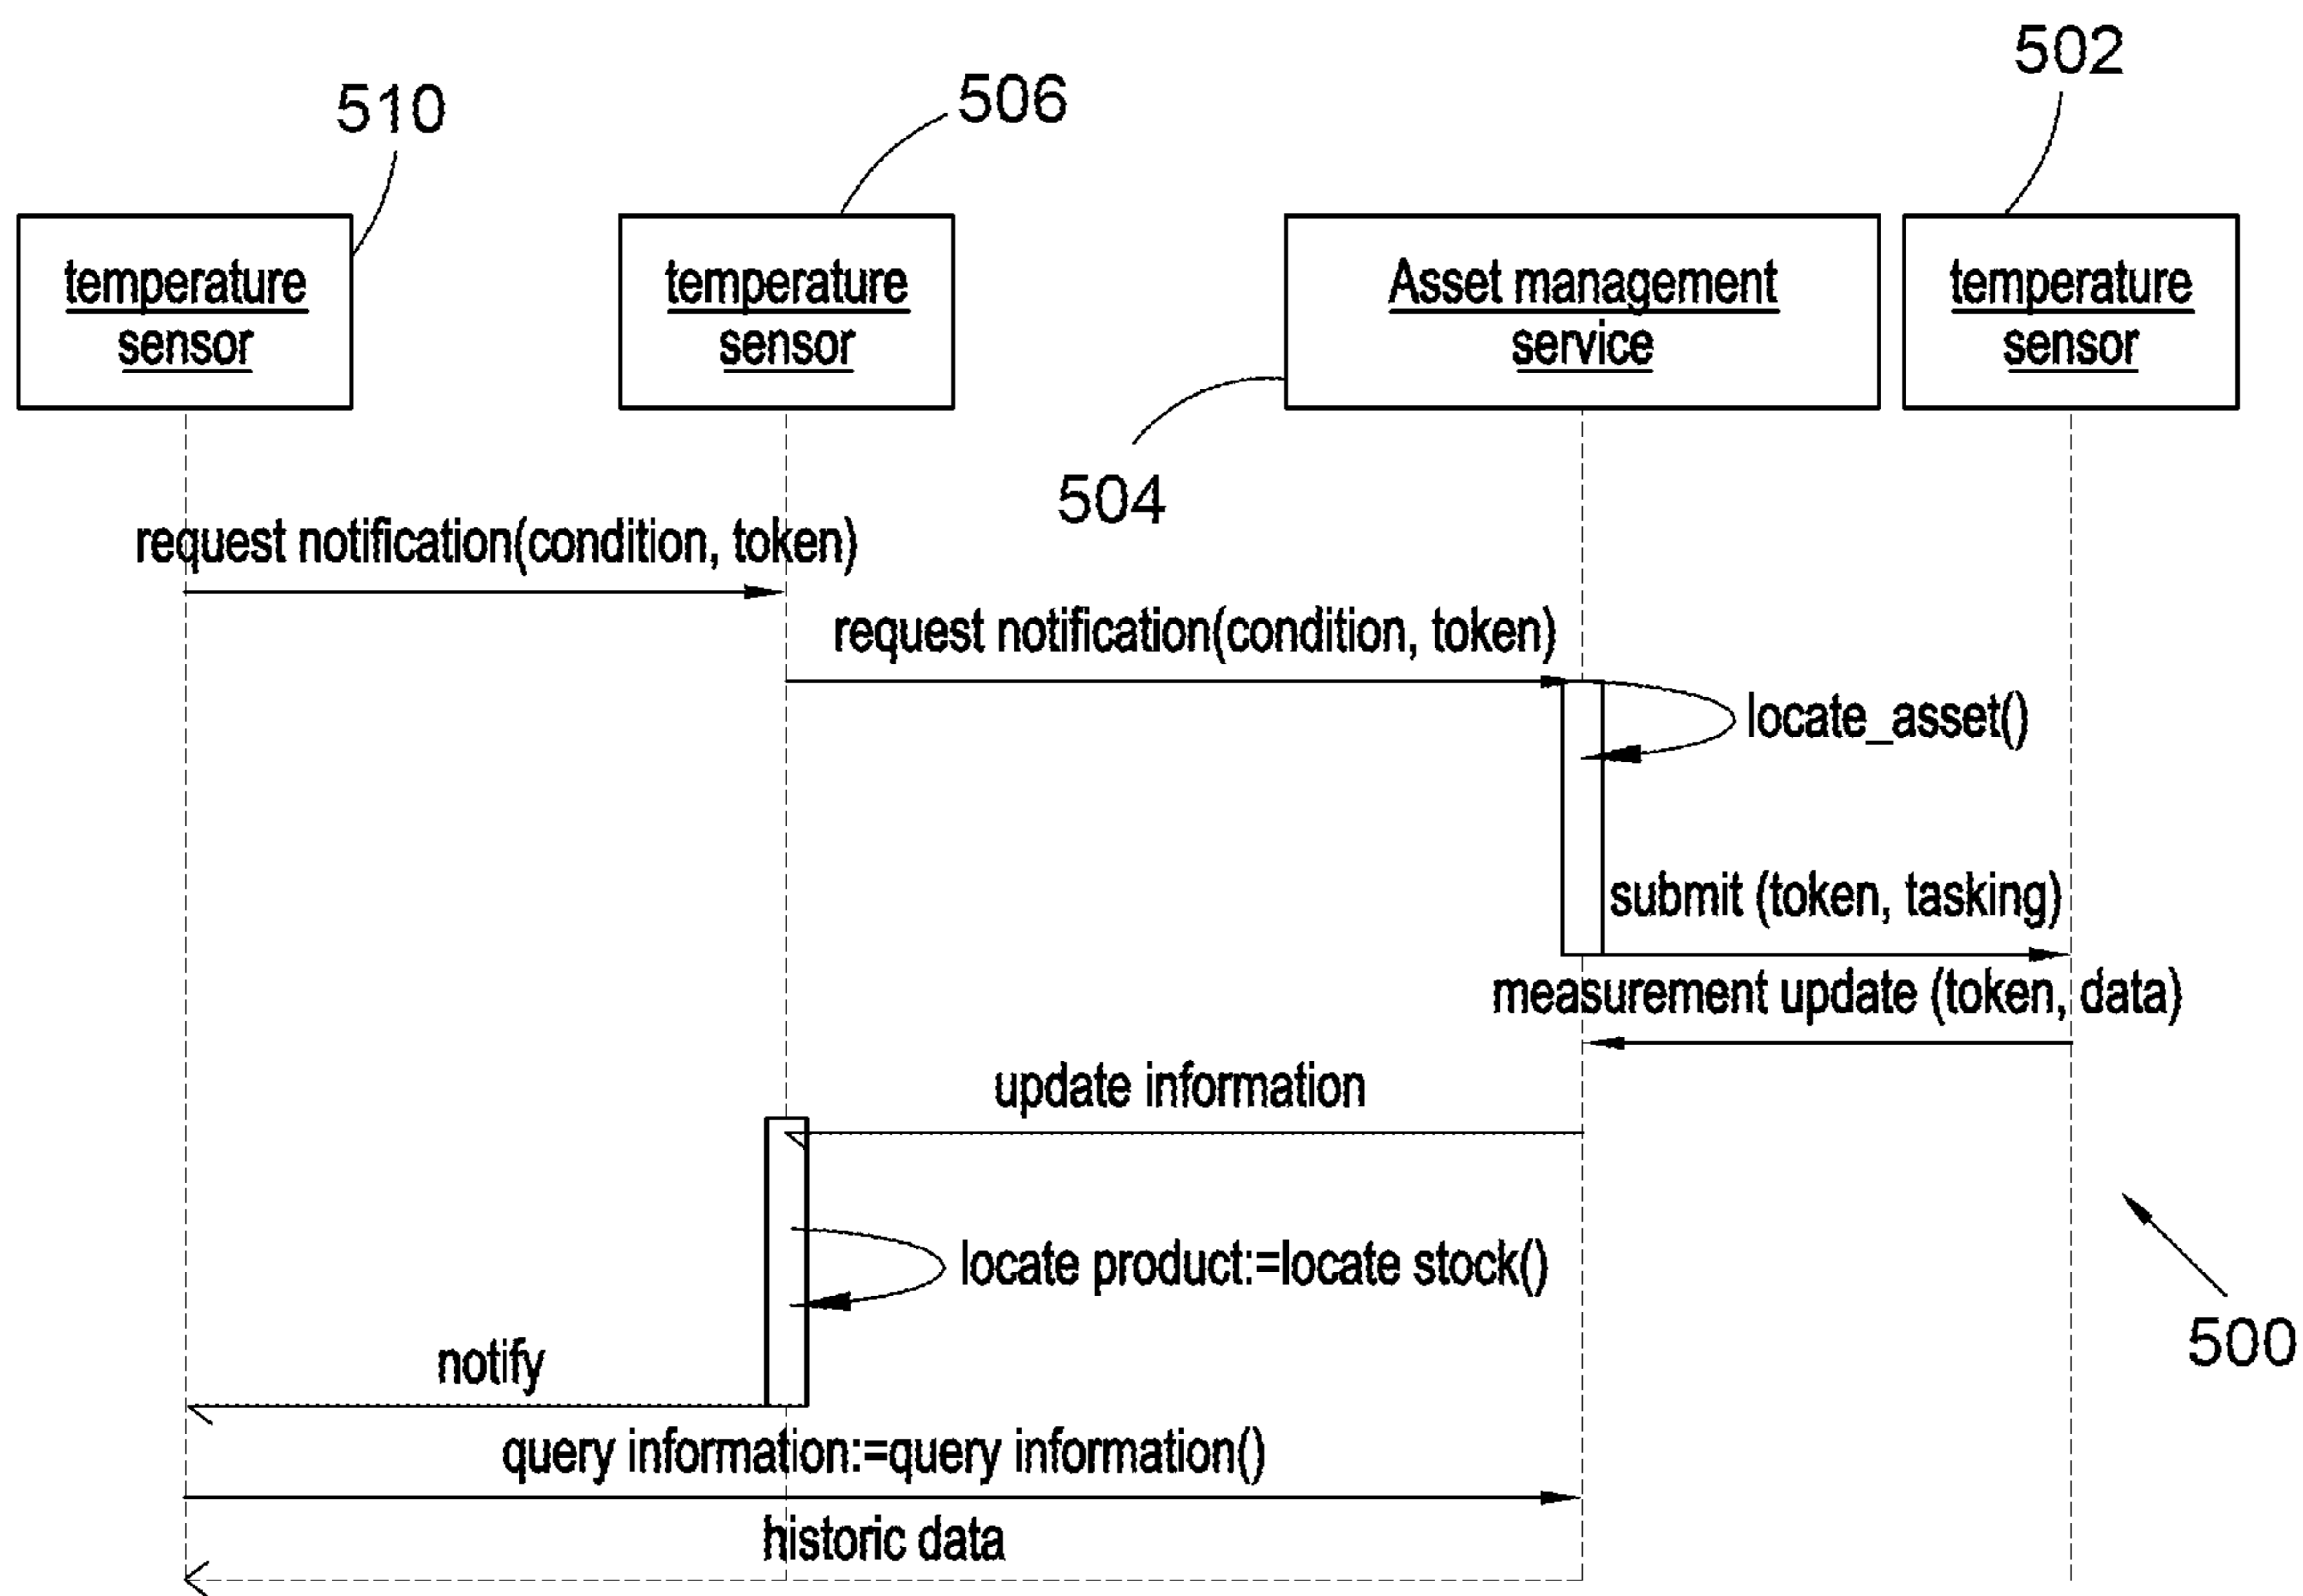 502
506
510
temperature
sensor
temperature
sensor
Asset management
service
temperature
sensor
504
request notification(condition, token)
request notification(condition, token)
locate_asset()
submit (token, tasking)
measurement update (token, data)
update information
locate product:=locate stock()
500
notify
query information:=query information()
historic data